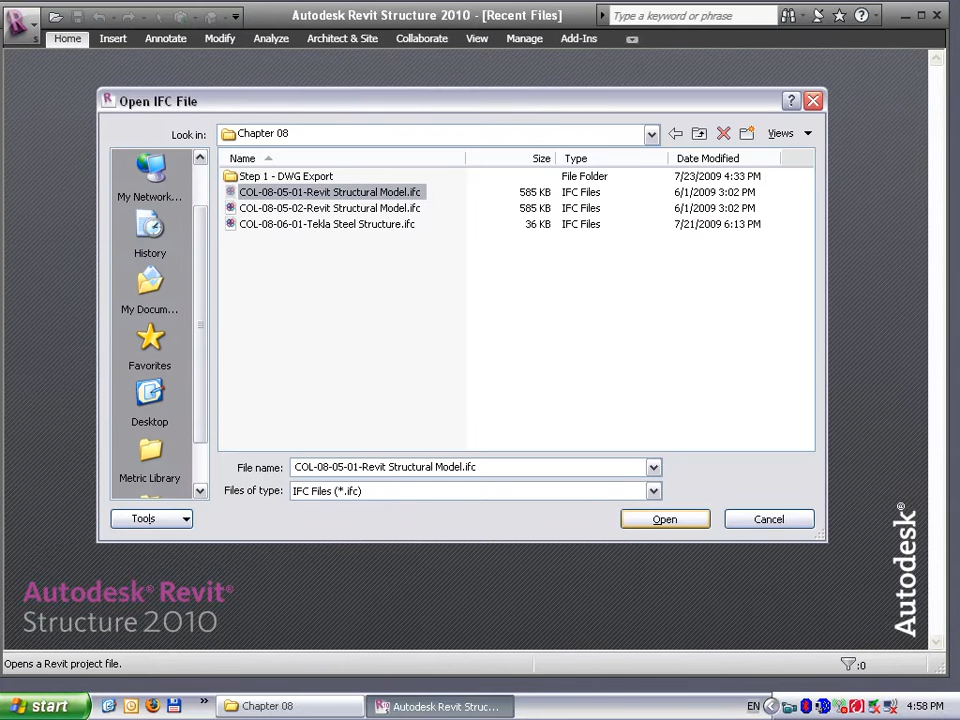 Autodesk Revit Structure 2010 - [Recent Files]
Type a keyword or phrase
Home Insert Annotate Modify Analyze Architect & Site Collaborate View Manage Add-Ins
Open IFC File
Look in: Chapter 08 Views
Name Size Type Date Modified
Step 1 - DWG Export File Folder 7/23/2009 4:33 PM
COL-08-05-01-Revit Structural Model.ifc 585 KB IFC Files 6/1/2009 3:02 PM
COL-08-05-02-Revit Structural Model.ifc 585 KB IFC Files 6/1/2009 3:02 PM
COL-08-06-01-Tekla Steel Structure.ifc 36 KB IFC Files 7/21/2009 6:13 PM
My Network...
History
My Docum...
Favorites
Desktop
Metric Library
File name: COL-08-05-01-Revit Structural Model.ifc
Files of type: IFC Files (*.ifc)
Tools Open Cancel
Autodesk® Revit®
Structure 2010
Autodesk®
Opens a Revit project file.
:0
start Chapter 08 Autodesk Revit Struc... EN 4:58 PM